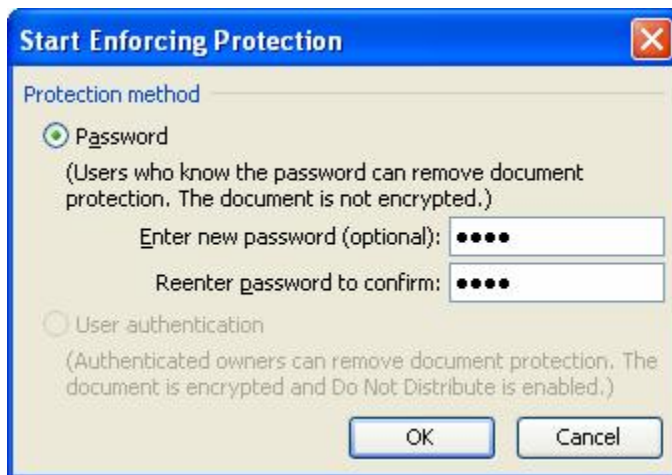 Start Enforcing Protection
Protection method
Password
(Users who know the password can remove document
protection. The document is not encrypted.)
Enter new password (optional): ●●●●
Reenter password to confirm: ●●●●
User authentication
(Authenticated owners can remove document protection. The
document is encrypted and Do Not Distribute is enabled.)
OK Cancel